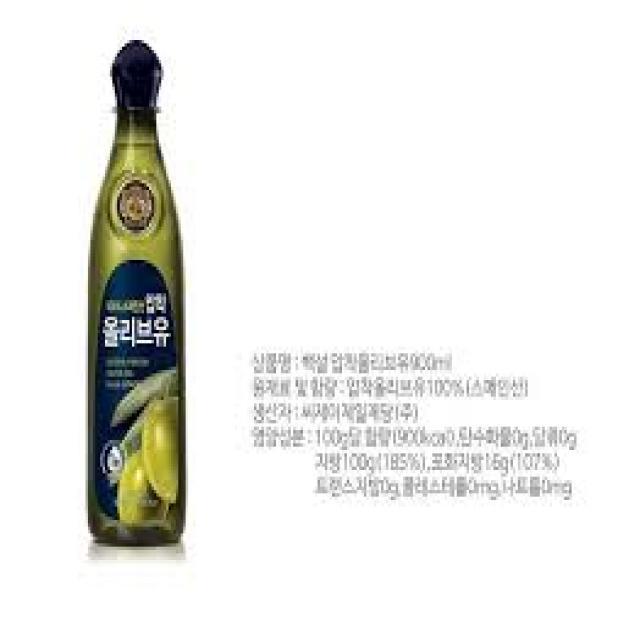 압착
올리브유
상품명 : 백설 압착올리브유900ml
원재료 및 함량 : 압착올리브유100%(스페인산)
생산자 : 씨제이제일제당(주)
영양성분 : 100g당 함량(900kcal),탄수화물0g,당류0g
지방100g(185%),포화지방16g(107%)
트랜스지방0g,콜레스테롤0mg,나트륨0mg